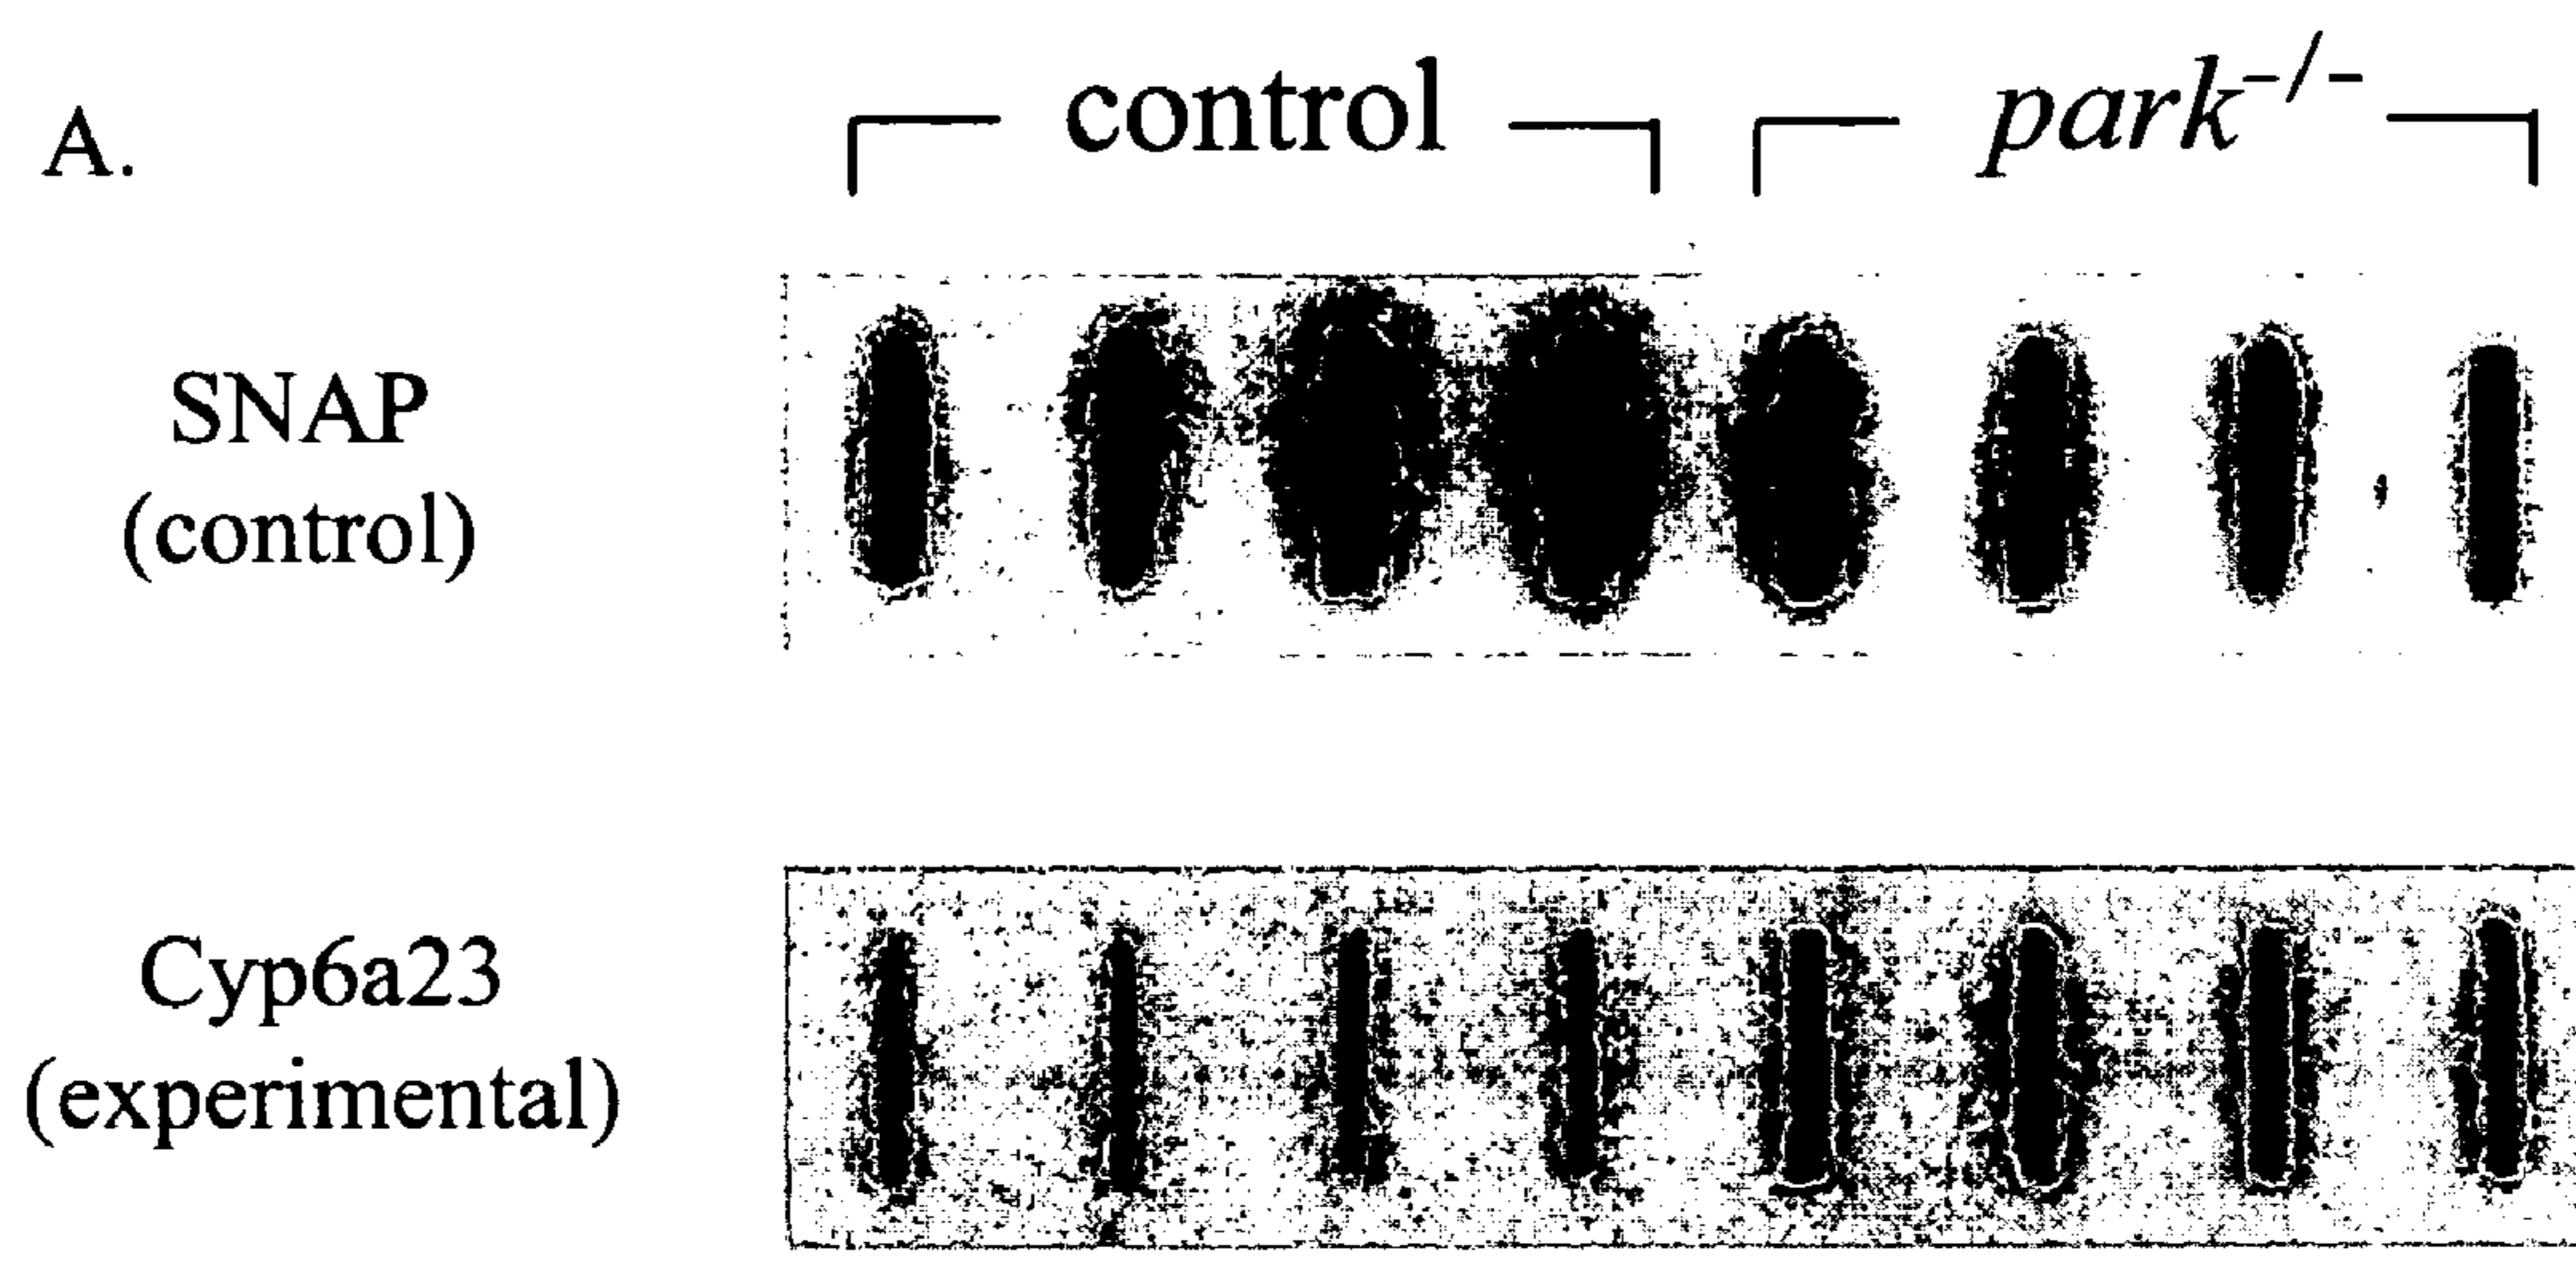 A.
control park-/-
SNAP
(control)
Cyp6a23
(experimental)